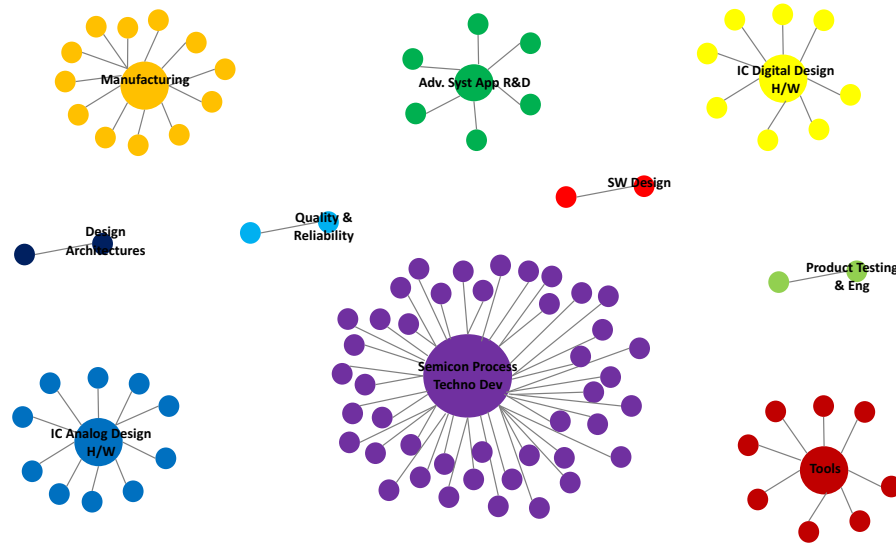 Manufacturing
Adv. Syst App R&D
IC Digital Design
H/W
SW Design
Quality &
Reliability
Design
Architectures
Product Testing
& Eng
Semicon Process
Techno Dev
IC Analog Design
H/W
Tools